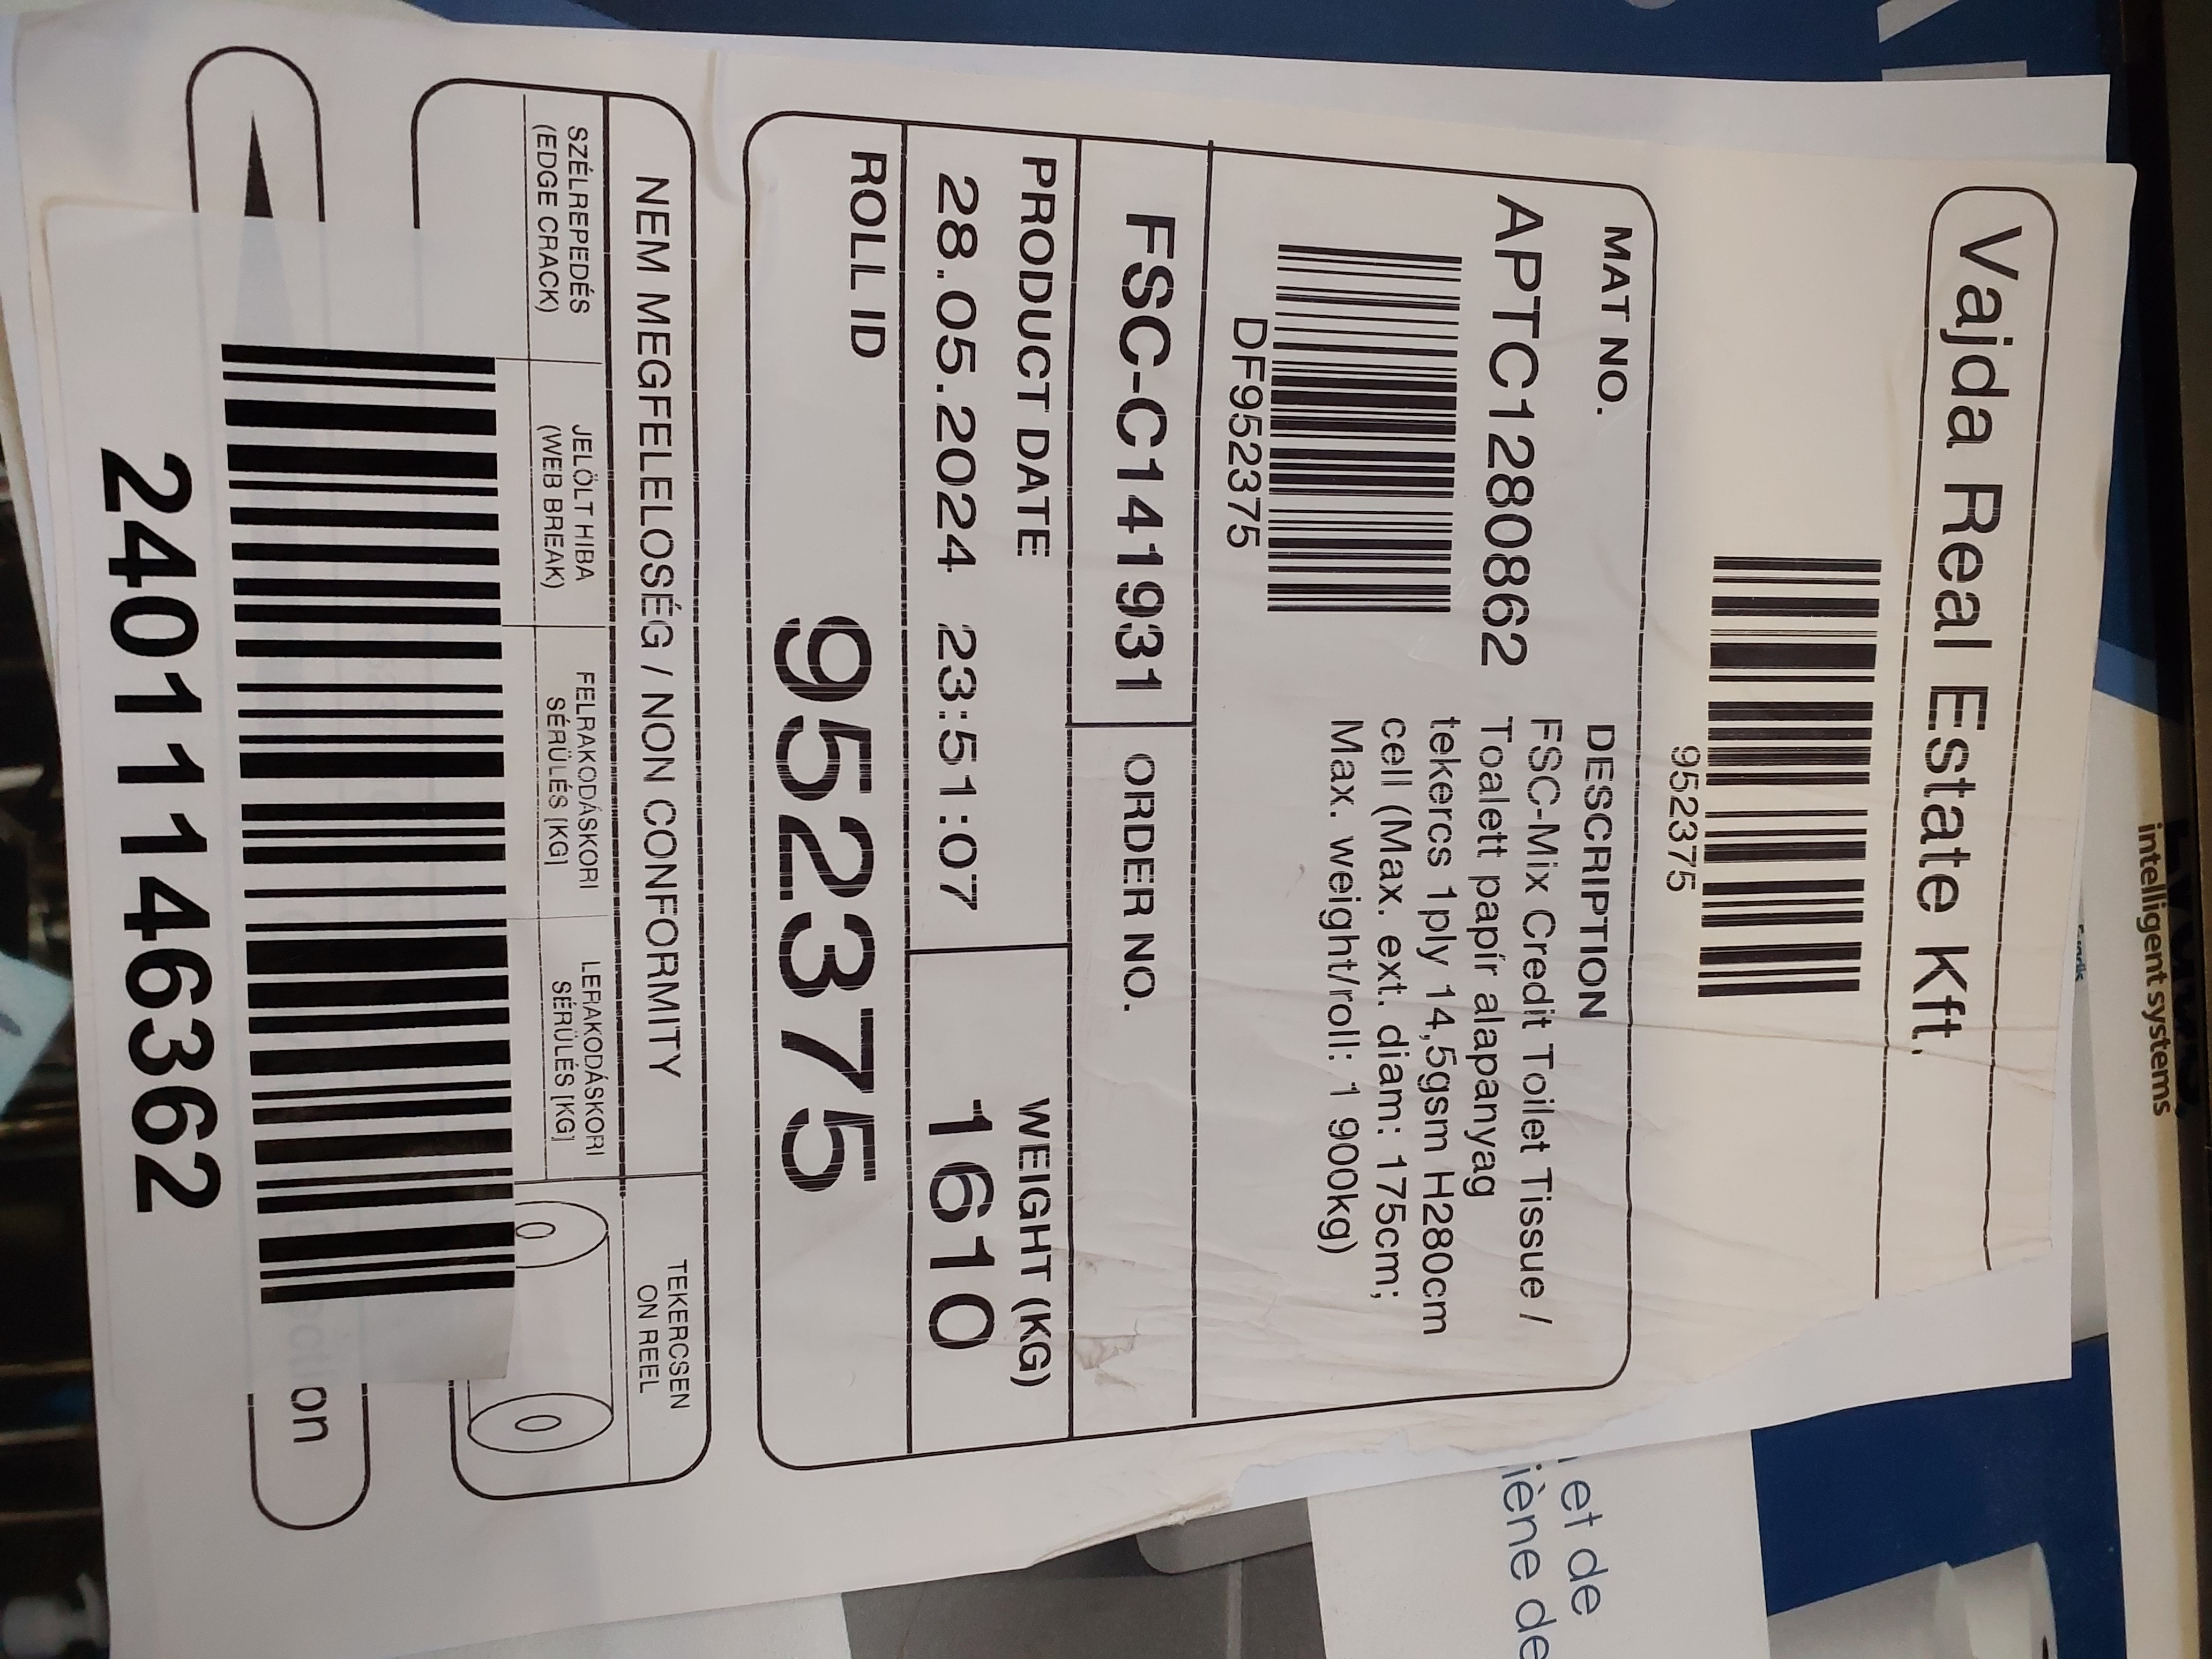 intelligent systems
Vajda Real Estate Kft.
952375
MAT NO.
APTC1280862
DF952375
DESCRIPTION
FSC-Mix Credit Toilet Tissue /
Toalett papír alapanyag
tekercs 1ply 14,5gsm H280cm
cell (Max. ext. diam: 175cm;
Max. weight/roll: 1 900kg)
et de
iène de
FSC-C141931
ORDER NO.
PRODUCT DATE
28.05.2024 23:51:07
WEIGHT (KG)
1610
ROLL ID
952375
NEM MEGFELELOSÉG / NON CONFORMITY
TEKERCSEN
ON REEL
SZÉLREPEDÉS
(EDGE CRACK)
JELÖLT HIBA
(WEB BREAK)
FELRAKODÁSKORI
SÉRÜLÉS [KG]
LERAKODÁSKORI
SÉRÜLÉS [KG]
on
24011146362